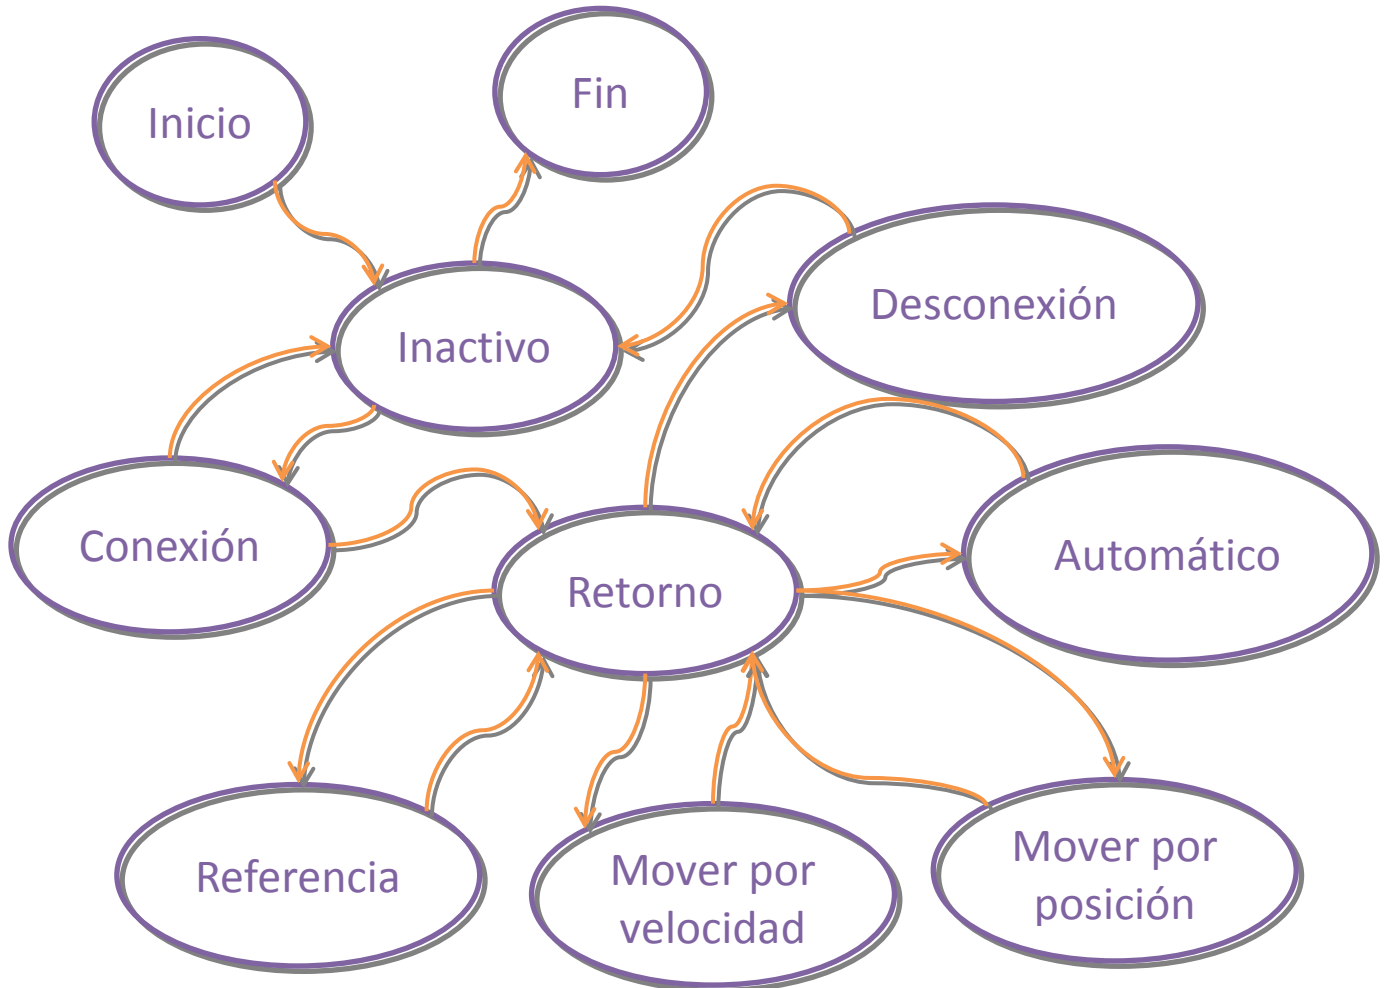 Inicio
Fin
Desconexión
Inactivo
Conexión
Automático
Retorno
Referencia
Mover por
velocidad
Mover por
posición